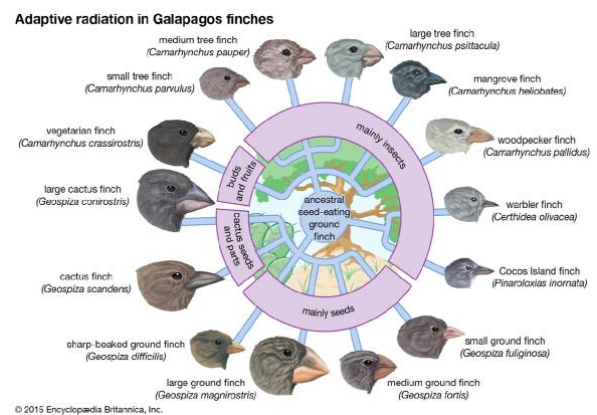 Adaptive radiation in Galapagos finches
medium tree finch
(Camarhynchus pauper)
large tree finch
(Camarhynchus psittacula)
small tree finch
(Camarhynchus parvulus)
mangrove finch
(Camarhynchus heliobates)
vegetarian finch
(Camarhynchus crassirostris)
woodpecker finch
(Camarhynchus pallidus)
large cactus finch
(Geospiza conirostris)
warbler finch
(Certhidea olivacea)
cactus finch
(Geospiza scandens)
Cocos Island finch
(Pinaroloxias inornata)
sharp-beaked ground finch
(Geospiza difficilis)
small ground finch
(Geospiza fuliginosa)
large ground finch
(Geospiza magnirostris)
medium ground finch
(Geospiza fortis)
mainly insects
buds
and fruits
cactus seeds
and parts
mainly seeds
ancestral
seed-eating
ground
finch
© 2015 Encyclopædia Britannica, Inc.